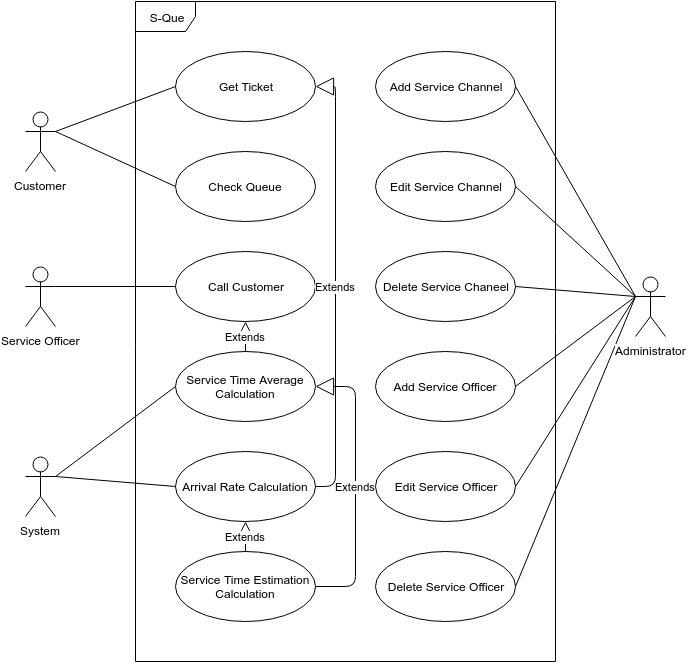 S-Que
Get Ticket
Add Service Channel
Customer
Check Queue
Edit Service Channel
Service Officer
Call Customer
Extends
Delete Service Chaneel
Administrator
Extends
Service Time Average
Calculation
Add Service Officer
System
Arrival Rate Calculation
Extends
Edit Service Officer
Extends
Service Time Estimation
Calculation
Delete Service Officer